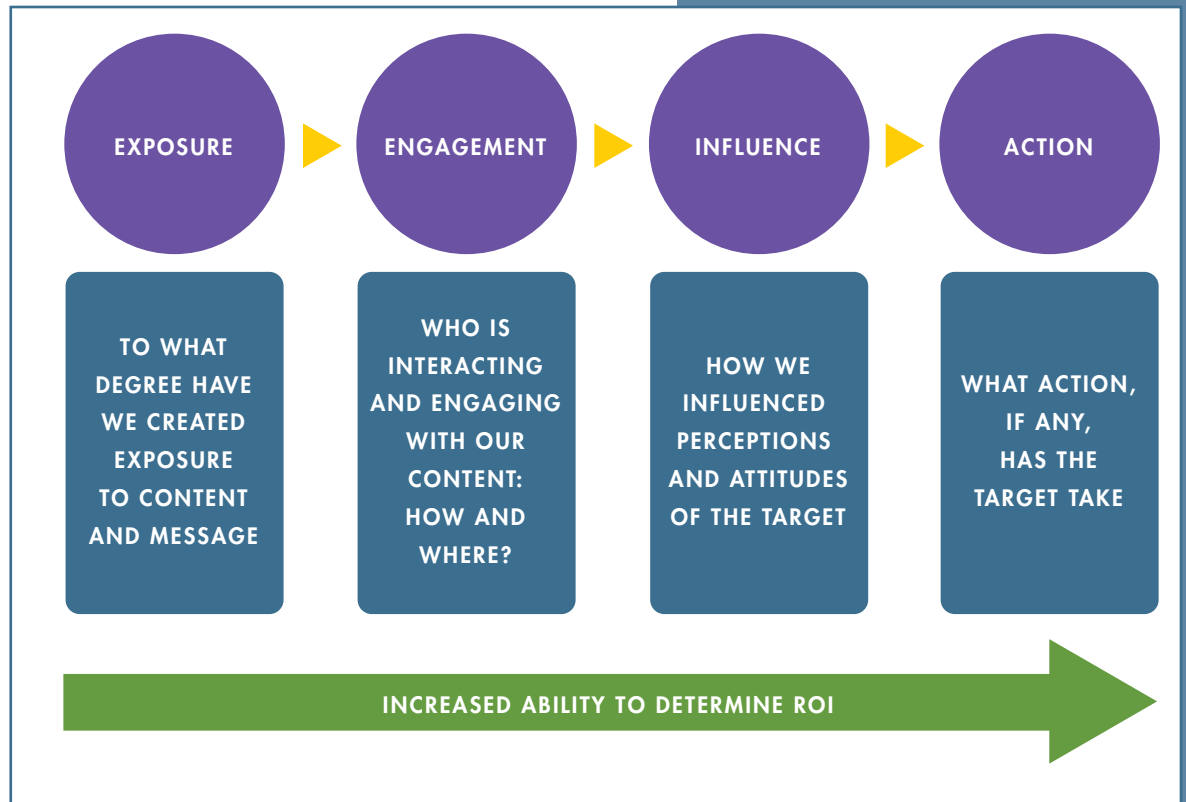 EXPOSURE
ENGAGEMENT
INFLUENCE
ACTION
TO WHAT
DEGREE HAVE
WE CREATED
EXPOSURE
TO CONTENT
AND MESSAGE
WHO IS
INTERACTING
AND ENGAGING
WITH OUR
CONTENT:
HOW AND
WHERE?
HOW WE
INFLUENCED
PERCEPTIONS
AND ATTITUDES
OF THE TARGET
WHAT ACTION,
IF ANY,
HAS THE
TARGET TAKE
INCREASED ABILITY TO DETERMINE ROI